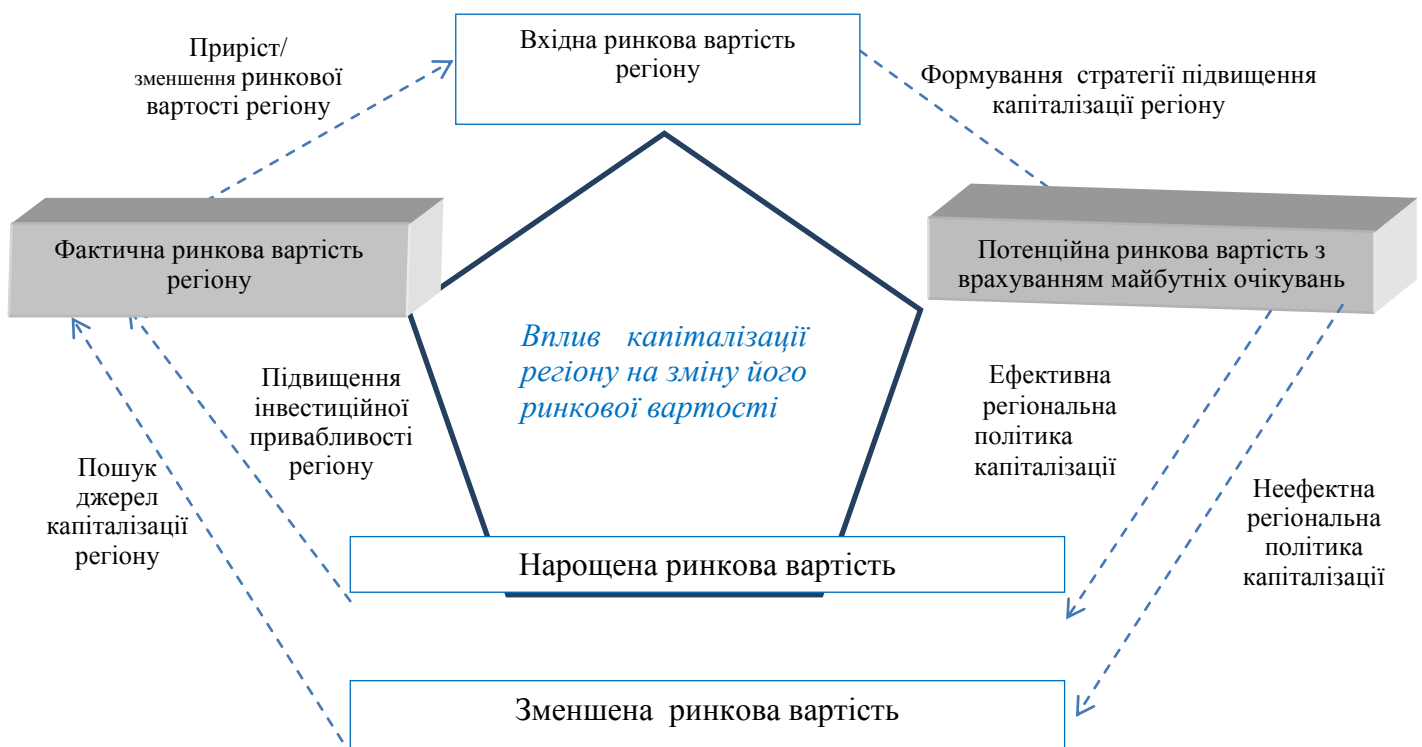 Приріст/
зменшення ринкової
вартості регіону
Вхідна ринкова вартість
регіону
Формування стратегії підвищення
капіталізації регіону
Фактична ринкова вартість
регіону
Потенційна ринкова вартість з
врахуванням майбутніх очікувань
Вплив капіталізації
регіону на зміну його
ринкової вартості
Підвищення
інвестиційної
привабливості
регіону
Ефективна
регіональна
політика
капіталізації
Пошук
джерел
капіталізації
регіону
Неефектна
регіональна
політика
капіталізації
Нарощена ринкова вартість
Зменшена ринкова вартість